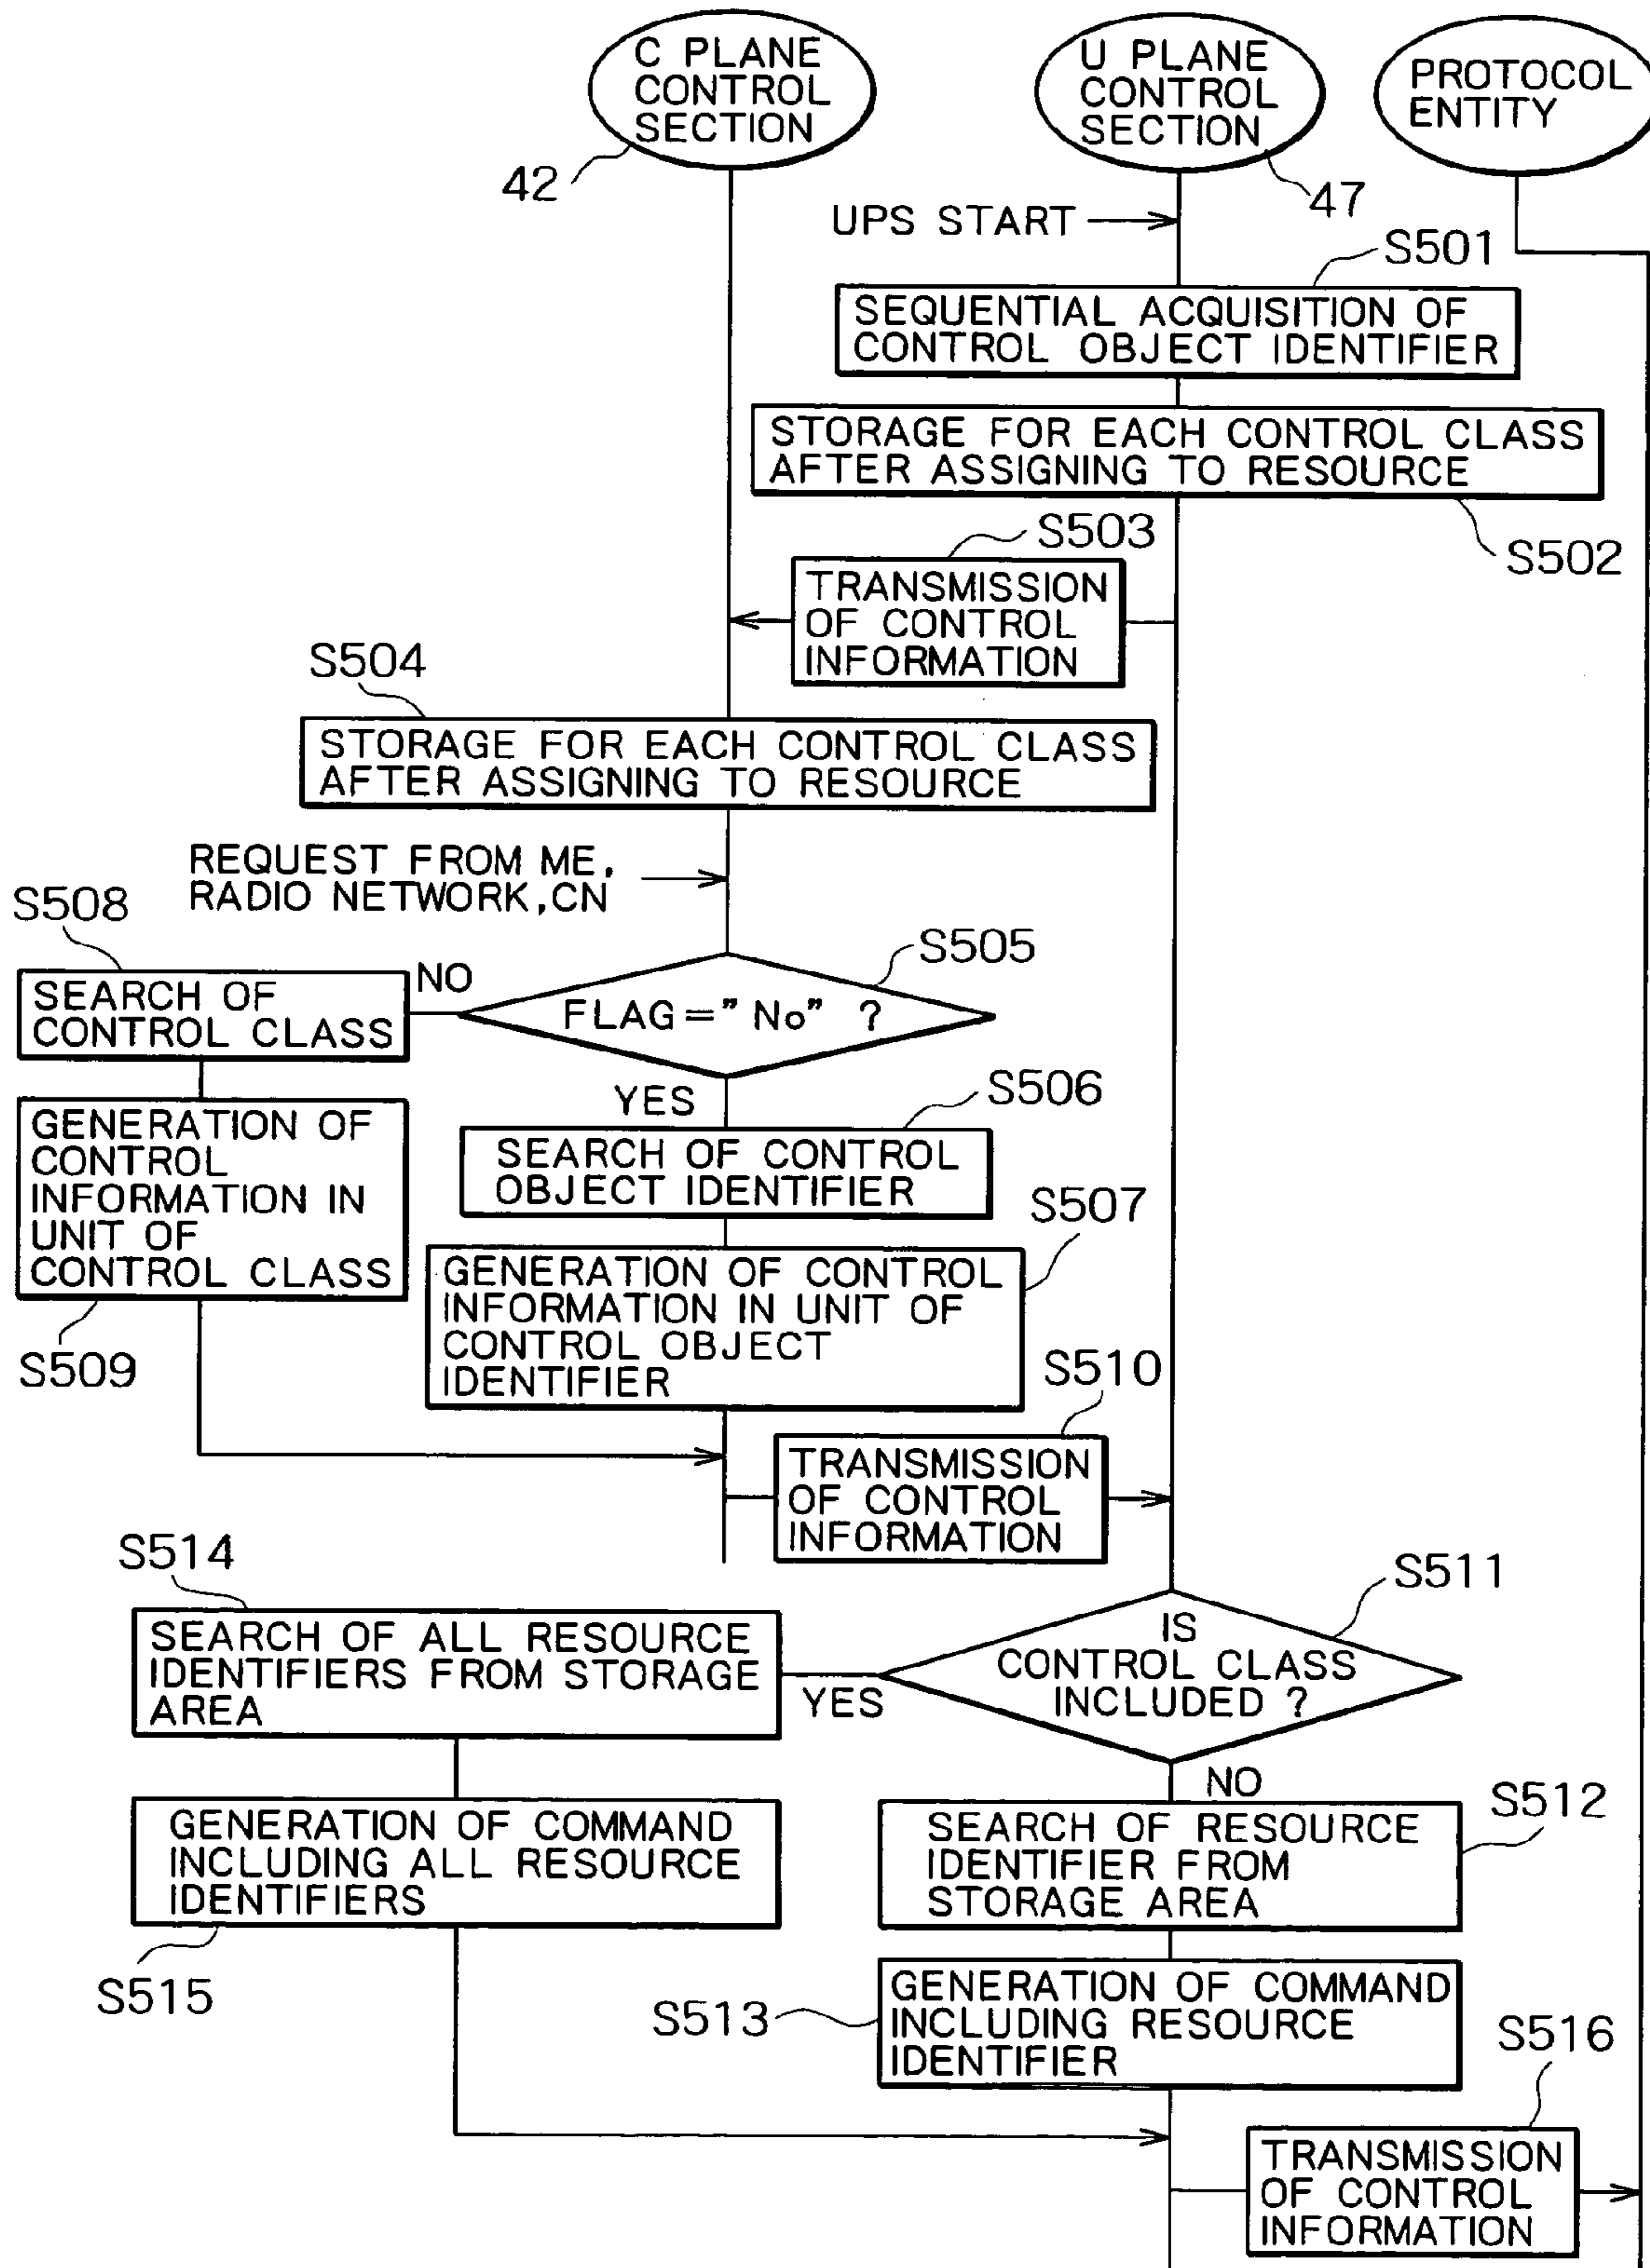 C PLANE
CONTROL
SECTION
U PLANE
CONTROL
SECTION
PROTOCOL
ENTITY
42
47
UPS START
S501
SEQUENTIAL ACQUISITION OF
CONTROL OBJECT IDENTIFIER
STORAGE FOR EACH CONTROL CLASS
AFTER ASSIGNING TO RESOURCE
S502
S503
TRANSMISSION
OF CONTROL
INFORMATION
S504
STORAGE FOR EACH CONTROL CLASS
AFTER ASSIGNING TO RESOURCE
REQUEST FROM ME,
RADIO NETWORK,CN
S508
NO
S505
SEARCH OF
CONTROL CLASS
FLAG="No" ?
YES
S506
GENERATION OF
CONTROL
INFORMATION IN
UNIT OF
CONTROL CLASS
SEARCH OF CONTROL
OBJECT IDENTIFIER
S507
GENERATION OF CONTROL
INFORMATION IN UNIT OF
CONTROL OBJECT
IDENTIFIER
S509
S510
TRANSMISSION
OF CONTROL
INFORMATION
S514
S511
SEARCH OF ALL RESOURCE
IDENTIFIERS FROM STORAGE
AREA
YES
IS
CONTROL CLASS
INCLUDED ?
NO
S512
GENERATION OF COMMAND
INCLUDING ALL RESOURCE
IDENTIFIERS
SEARCH OF RESOURCE
IDENTIFIER FROM
STORAGE AREA
S515
S513
GENERATION OF COMMAND
INCLUDING RESOURCE
IDENTIFIER
S516
TRANSMISSION
OF CONTROL
INFORMATION